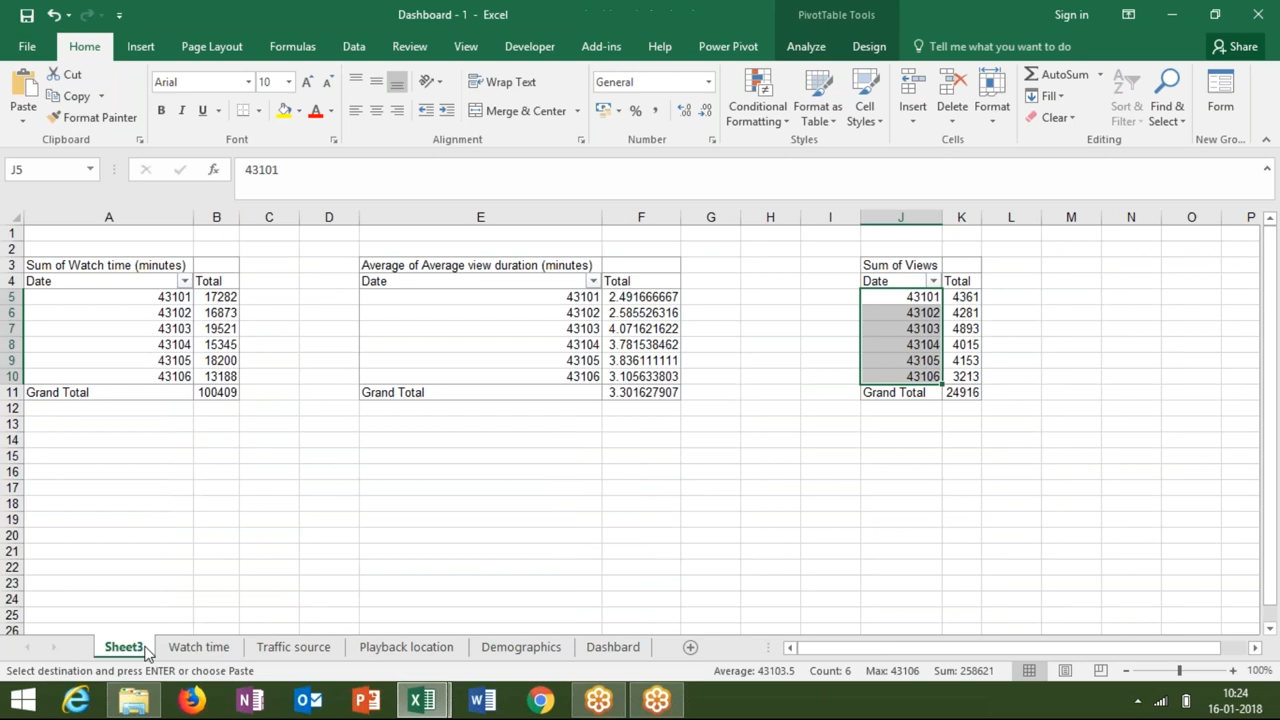 Dashboard - 1 - Excel
PivotTable Tools
Sign in
File Home Insert Page Layout Formulas Data Review View Developer Add-ins Help Power Pivot Analyze Design Tell me what you want to do Share
Paste
Cut
Copy
Format Painter
Clipboard
Arial 10
B I U A
Font
Wrap Text
Merge & Center
Alignment
General
% ,
Number
Conditional Formatting
Format as Table
Cell Styles
Styles
Insert Delete Format
Cells
AutoSum
Fill
Clear
Sort & Filter
Find & Select
Editing
Form
New Gro...
J5 fx 43101
A B C D E F G H I J K L M N O P
1
2
3 Sum of Watch time (minutes) Average of Average view duration (minutes) Sum of Views
4 Date Total Date Total Date Total
5 43101 17282 43101 2.491666667 43101 4361
6 43102 16873 43102 2.585526316 43102 4281
7 43103 19521 43103 4.071621622 43103 4893
8 43104 15345 43104 3.781538462 43104 4015
9 43105 18200 43105 3.836111111 43105 4153
10 43106 13188 43106 3.105633803 43106 3213
11 Grand Total 100409 Grand Total 3.301627907 Grand Total 24916
12
13
14
15
16
17
18
19
20
21
22
23
24
25
26
Sheet3 Watch time Traffic source Playback location Demographics Dashbard
Select destination and press ENTER or choose Paste Average: 43103.5 Count: 6 Max: 43106 Sum: 258621 100%
10:24
16-01-2018